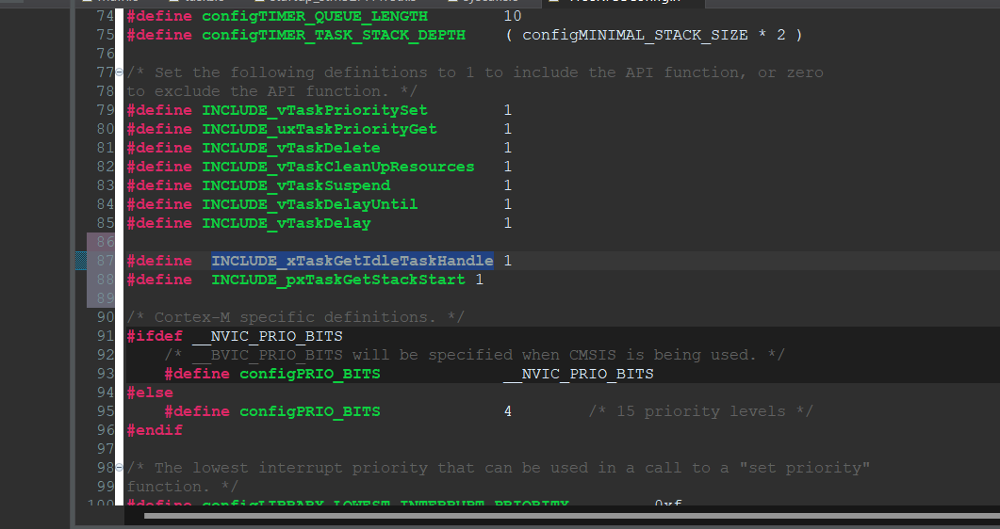 74 #define configTIMER_QUEUE_LENGTH 10
75 #define configTIMER_TASK_STACK_DEPTH ( configMINIMAL_STACK_SIZE * 2 )
76
77 /* Set the following definitions to 1 to include the API function, or zero
78 to exclude the API function. */
79 #define INCLUDE_vTaskPrioritySet 1
80 #define INCLUDE_uxTaskPriorityGet 1
81 #define INCLUDE_vTaskDelete 1
82 #define INCLUDE_vTaskCleanUpResources 1
83 #define INCLUDE_vTaskSuspend 1
84 #define INCLUDE_vTaskDelayUntil 1
85 #define INCLUDE_vTaskDelay 1
86
87 #define INCLUDE_xTaskGetIdleTaskHandle 1
88 #define INCLUDE_pxTaskGetStackStart 1
89
90 /* Cortex-M specific definitions. */
91 #ifdef __NVIC_PRIO_BITS
92 /* __BVIC_PRIO_BITS will be specified when CMSIS is being used. */
93 #define configPRIO_BITS __NVIC_PRIO_BITS
94 #else
95 #define configPRIO_BITS 4 /* 15 priority levels */
96 #endif
97
98 /* The lowest interrupt priority that can be used in a call to a "set priority"
99 function. */
100 #define configLIBRARY_LOWEST_INTERRUPT_PRIORITY 0xf